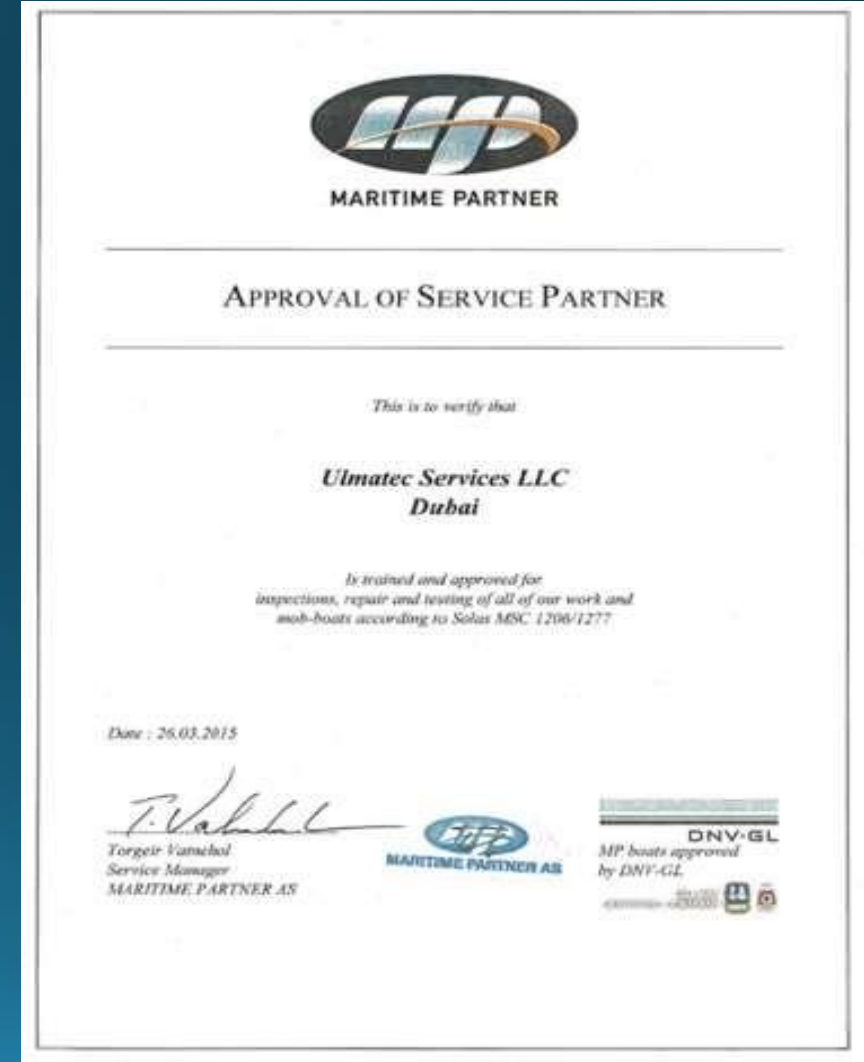 MP
MARITIME PARTNER
APPROVAL OF SERVICE PARTNER
This is to verify that
Ulmatec Services LLC
Dubai
Is trained and approved for
inspections, repair and testing of all of our work and
mob-boats according to Solas MSC 1206/1277
Date : 26.03.2015
Torgeir
Service Manager
MARITIME PARTNER AS
MARITIME PARTNER AS
DNV·GL
MP boats approved
by DNV-GL